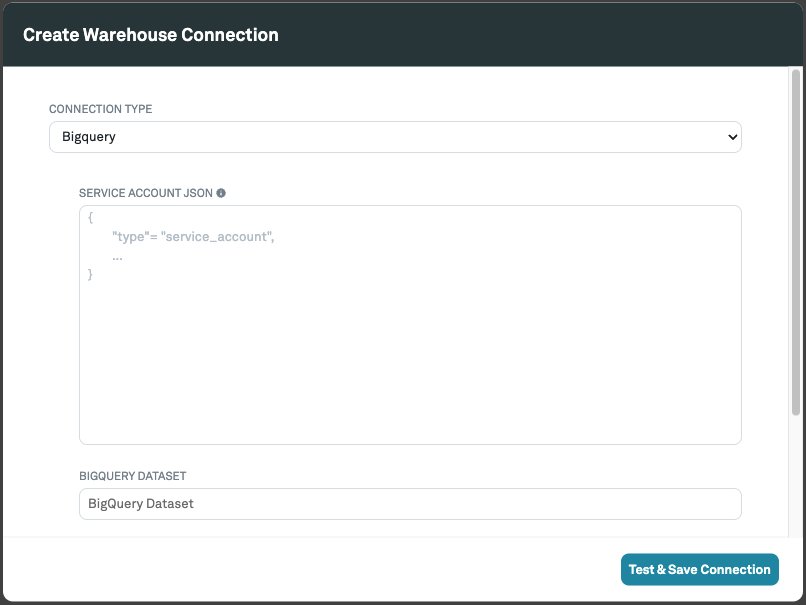 Create Warehouse Connection
CONNECTION TYPE
Bigquery
SERVICE ACCOUNT JSON
{
"type"= "service_account",
...
}
BIGQUERY DATASET
BigQuery Dataset
Test & Save Connection